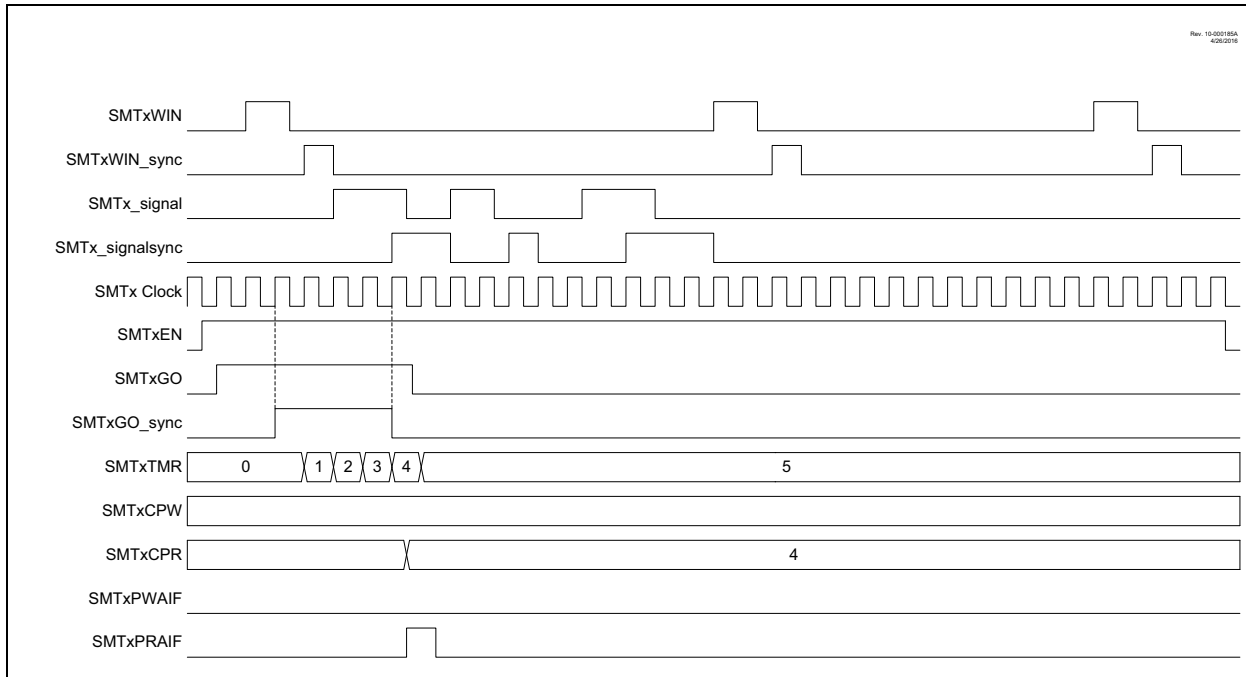 Rev. 10-000185A
4/26/2016
SMTxWIN
SMTxWIN_sync
SMTx_signal
SMTx_signalsync
SMTx Clock
SMTxEN
SMTxGO
SMTxGO_sync
SMTxTMR 0 1 2 3 4 5
SMTxCPW
SMTxCPR 4
SMTxPWAIF
SMTxPRAIF